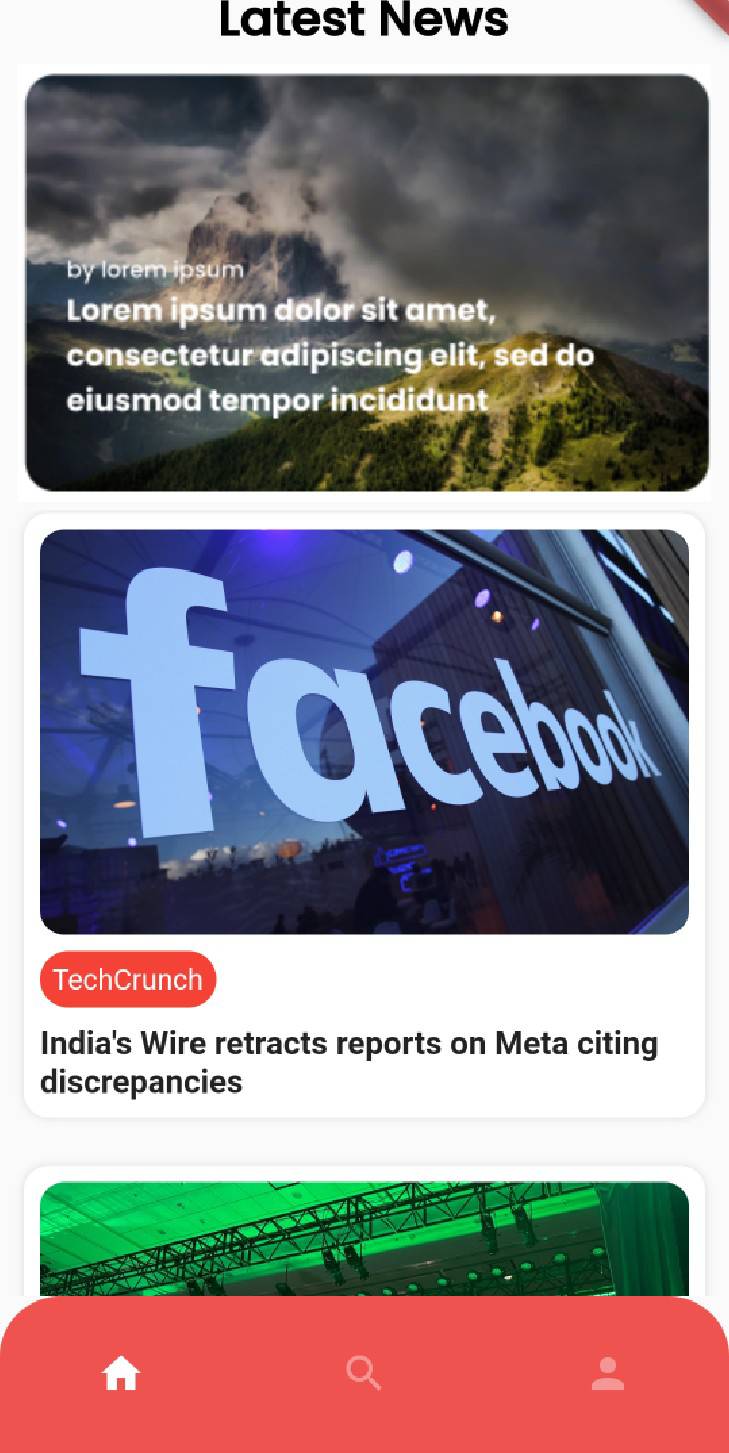 Latest News
by lorem ipsum
Lorem ipsum dolor sit amet,
consectetur adipiscing elit, sed do
eiusmod tempor incididunt
facebook
TechCrunch
India's Wire retracts reports on Meta citing
discrepancies